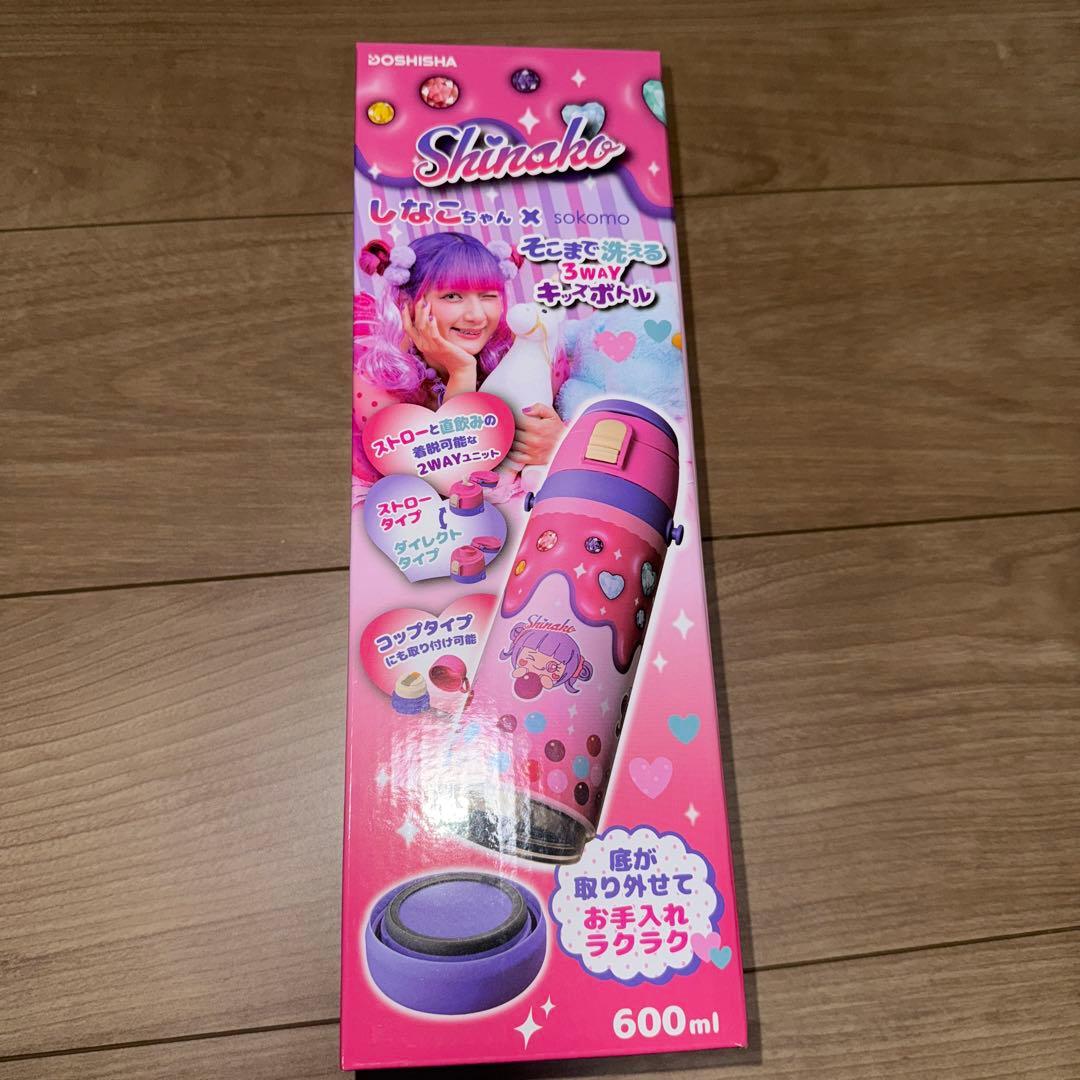 DOSHISHA
Shinako
しなこちゃん × sokomo
そこまで洗える
3WAY
キッズボトル
ストローと直飲みの
着脱可能な
2WAYユニット
ストロー
タイプ
ダイレクト
タイプ
コップタイプ
にも取り付け可能
Shinako
底が
取り外せて
お手入れ
ラクラク
600ml